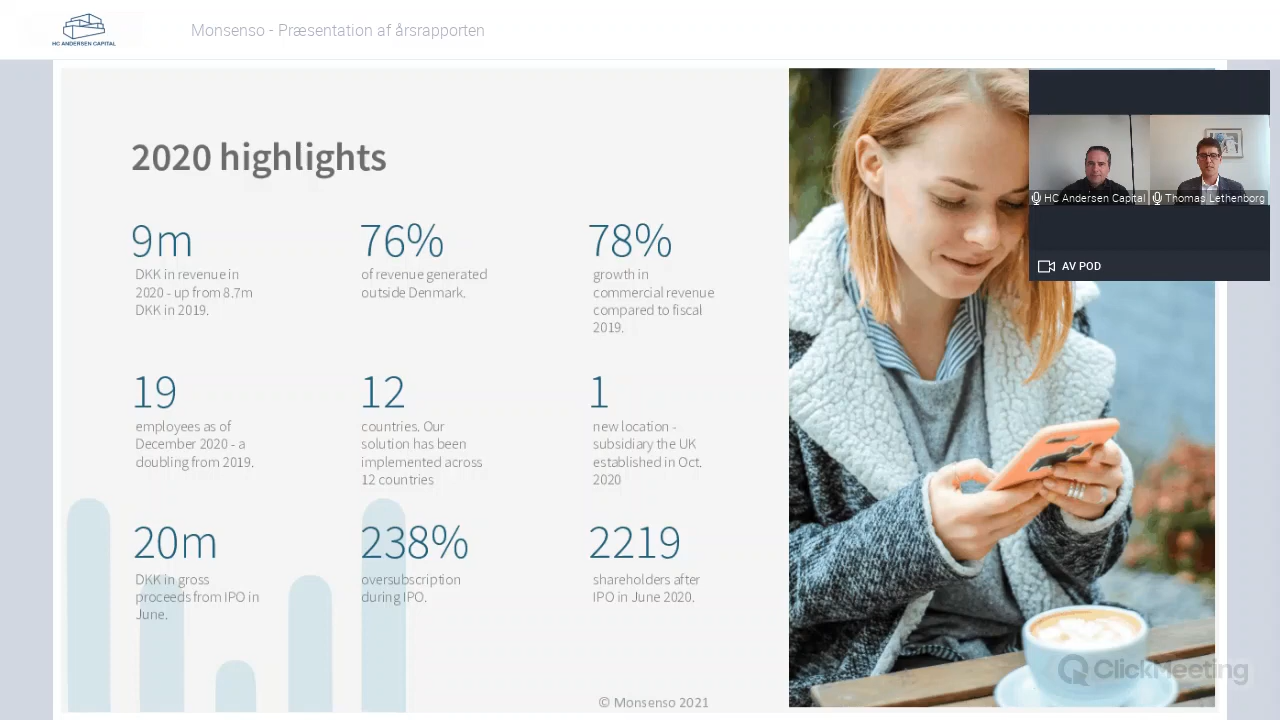 HC ANDERSEN CAPITAL
Monsenso - Præsentation af årsrapporten
2020 highlights
9m
DKK in revenue in
2020 - up from 8.7m
DKK in 2019.
76%
of revenue generated
outside Denmark.
78%
growth in
commercial revenue
compared to fiscal
2019.
19
employees as of
December 2020 - a
doubling from 2019.
12
countries. Our
solution has been
implemented across
12 countries
1
new location -
subsidiary the UK
established in Oct.
2020
20m
DKK in gross
proceeds from IPO in
June.
238%
oversubscription
during IPO.
2219
shareholders after
IPO in June 2020.
© Monsenso 2021
HC Andersen Capital
Thomas Lethenborg
AV POD
ClickMeeting